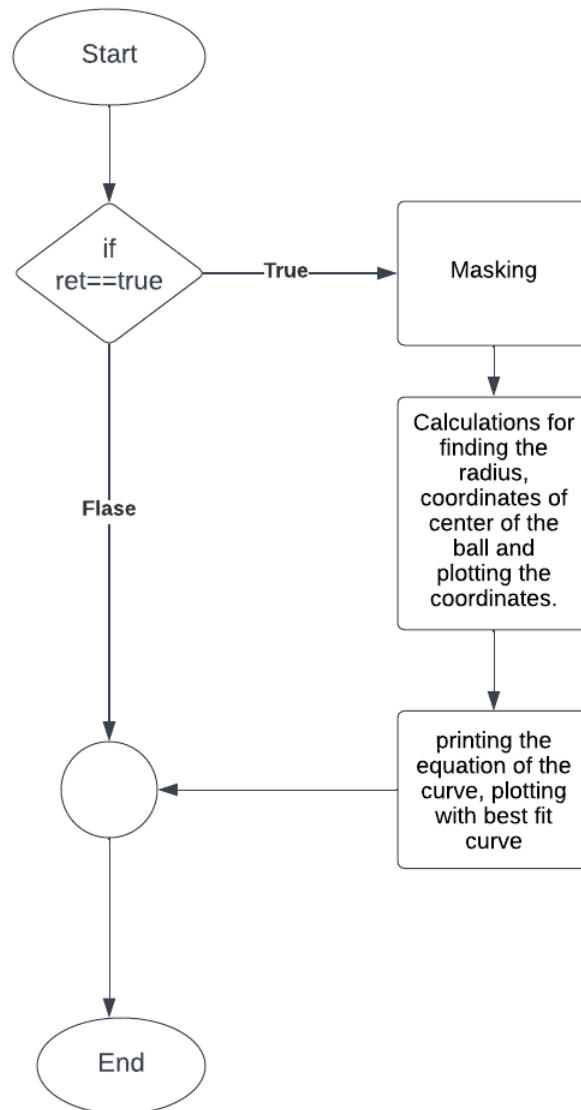 Start
if
ret==true
True
Masking
Calculations for
finding the
radius,
coordinates of
center of the
ball and
plotting the
coordinates.
Flase
printing the
equation of the
curve, plotting
with best fit
curve
End